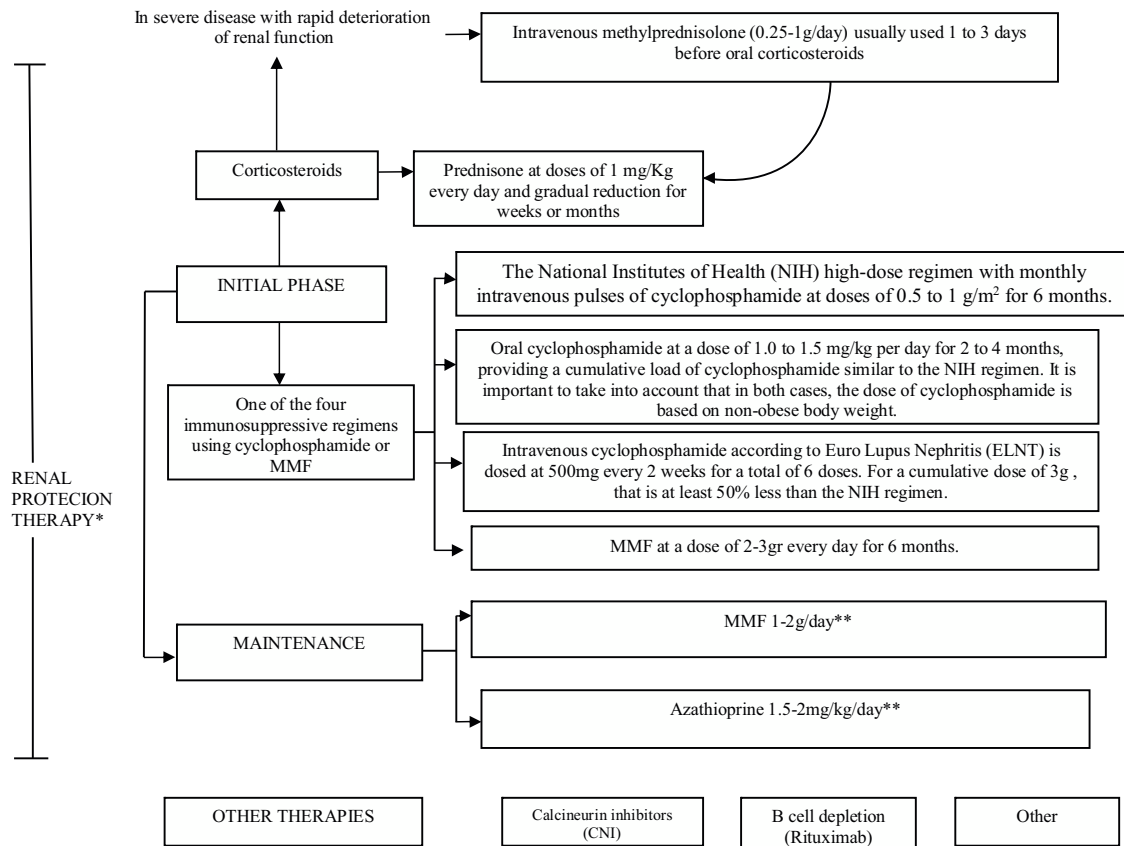 In severe disease with rapid deterioration
of renal function
Intravenous methylprednisolone (0.25-1g/day) usually used 1 to 3 days
before oral corticosteroids
Corticosteroids
Prednisone at doses of 1 mg/Kg
every day and gradual reduction for
weeks or months
INITIAL PHASE
The National Institutes of Health (NIH) high-dose regimen with monthly
intravenous pulses of cyclophosphamide at doses of 0.5 to 1 g/m² for 6 months.
Oral cyclophosphamide at a dose of 1.0 to 1.5 mg/kg per day for 2 to 4 months,
providing a cumulative load of cyclophosphamide similar to the NIH regimen. It is
important to take into account that in both cases, the dose of cyclophosphamide is
based on non-obese body weight.
One of the four
immunosuppressive regimens
using cyclophosphamide or
MMF
Intravenous cyclophosphamide according to Euro Lupus Nephritis (ELNT) is
dosed at 500mg every 2 weeks for a total of 6 doses. For a cumulative dose of 3g ,
that is at least 50% less than the NIH regimen.
MMF at a dose of 2-3gr every day for 6 months.
RENAL
PROTECION
THERAPY*
MAINTENANCE
MMF 1-2g/day**
Azathioprine 1.5-2mg/kg/day**
OTHER THERAPIES
Calcineurin inhibitors
(CNI)
B cell depletion
(Rituximab)
Other